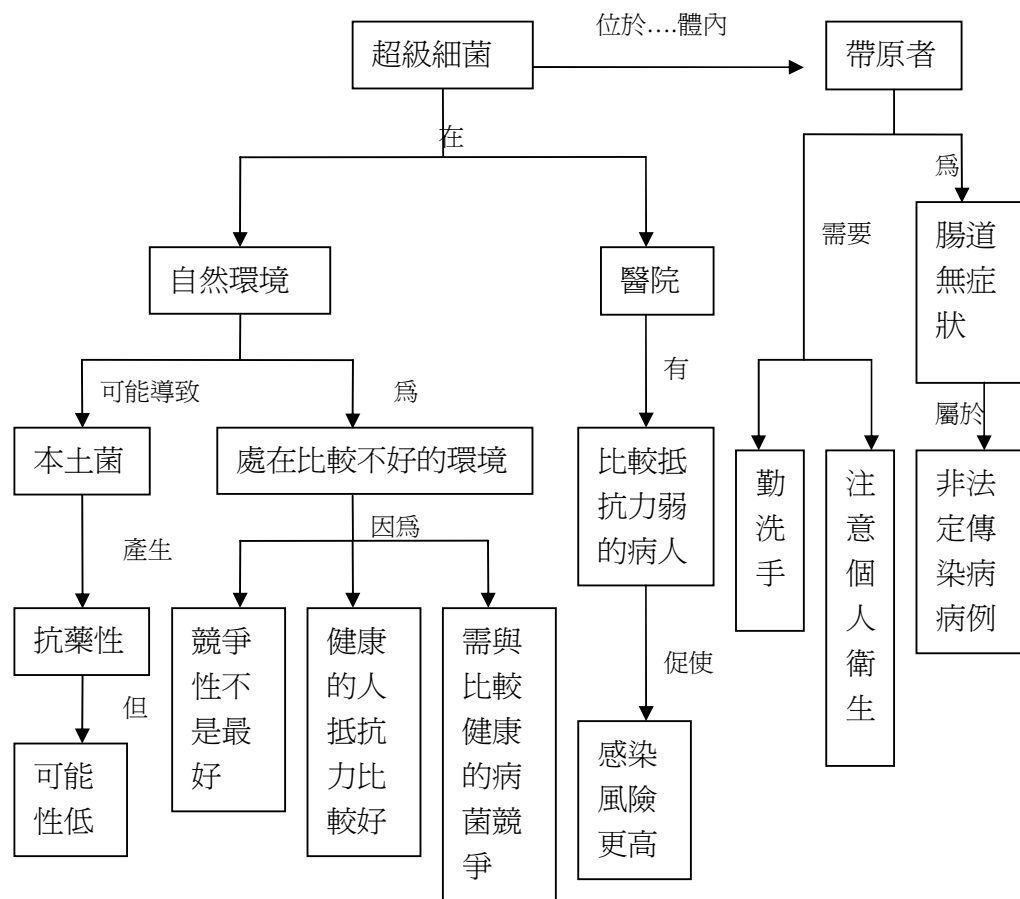 位於….體內
超級細菌
帶原者
在
為
需要
自然環境
醫院
腸道
無症
狀
可能導致
為
有
屬於
本土菌
處在比較不好的環境
比較抵
抗力弱
的病人
勤
洗
手
注
意
個
人
衛
生
非法
定傳
染病
病例
產生
因為
抗藥性
競爭
性不
是最
好
健康
的人
抵抗
力比
較好
需與
比較
健康
的病
菌競
爭
促使
但
可能
性低
感染
風險
更高